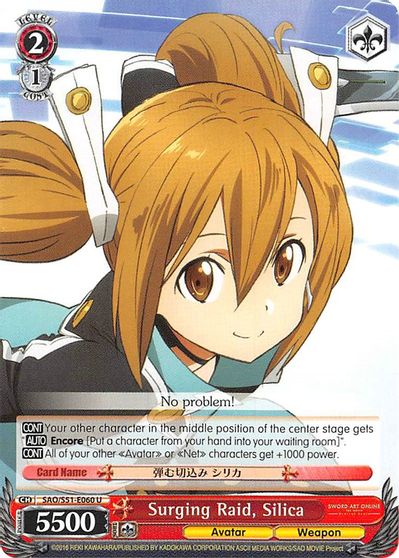 LEVEL
2
1
COST
No problem!
CONT Your other character in the middle position of the center stage gets
"AUTO Encore [Put a character from your hand into your waiting room]".
CONT All of your other «Avatar» or «Net» characters get +1000 power.
Card Name 弾む切込み シリカ
CH SAO/S51-E060 U
5500
Surging Raid, Silica
SWORD ART ONLINE
Avatar Weapon
©2016 REKI KAWAHARA/PUBLISHED BY KADOKAWA CORPORATION ASCII MEDIA WORKS/SAO MOVIE Project